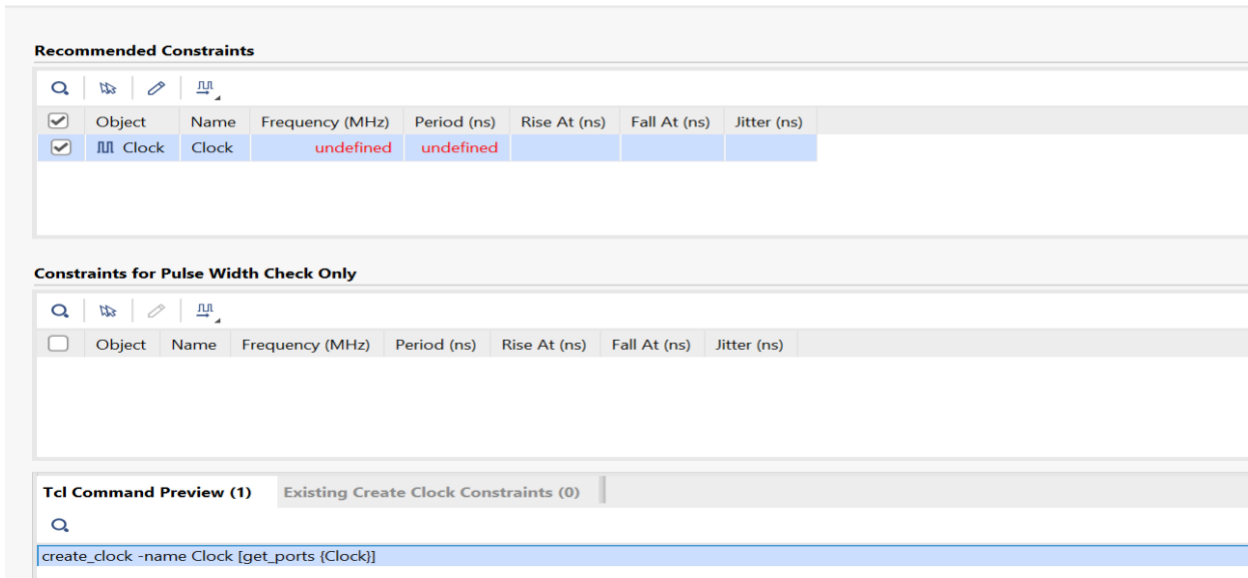 Recommended Constraints
Object Name Frequency (MHz) Period (ns) Rise At (ns) Fall At (ns) Jitter (ns)
Clock Clock undefined undefined
Constraints for Pulse Width Check Only
Object Name Frequency (MHz) Period (ns) Rise At (ns) Fall At (ns) Jitter (ns)
Tcl Command Preview (1) Existing Create Clock Constraints (0)
create_clock -name Clock [get_ports {Clock}]